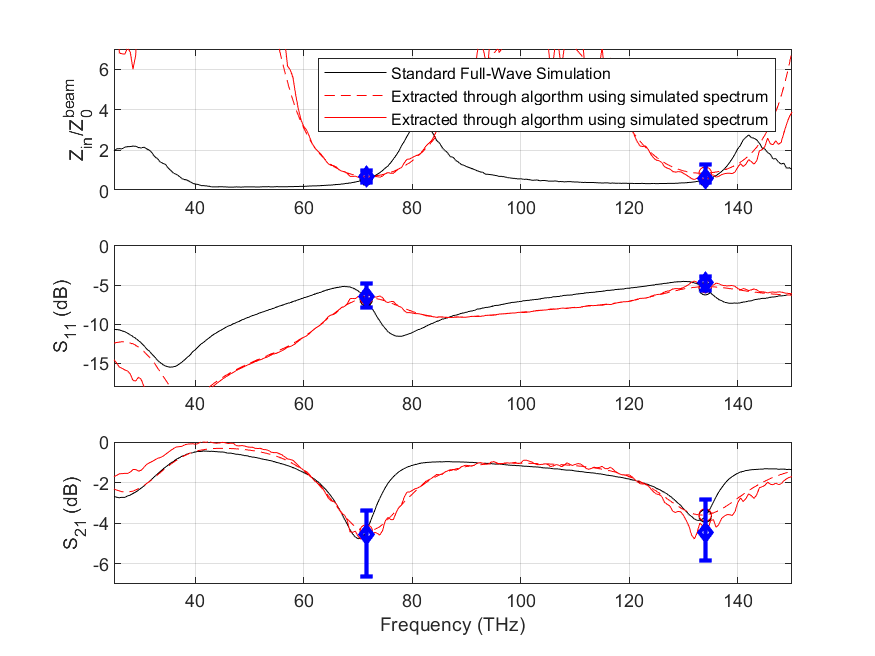 6
4
2
0
Z_in/Z_0^beam
Standard Full-Wave Simulation
Extracted through algorthm using simulated spectrum
Extracted through algorthm using simulated spectrum
40 60 80 100 120 140
0
-5
-10
-15
S_11 (dB)
40 60 80 100 120 140
0
-2
-4
-6
S_21 (dB)
40 60 80 100 120 140
Frequency (THz)